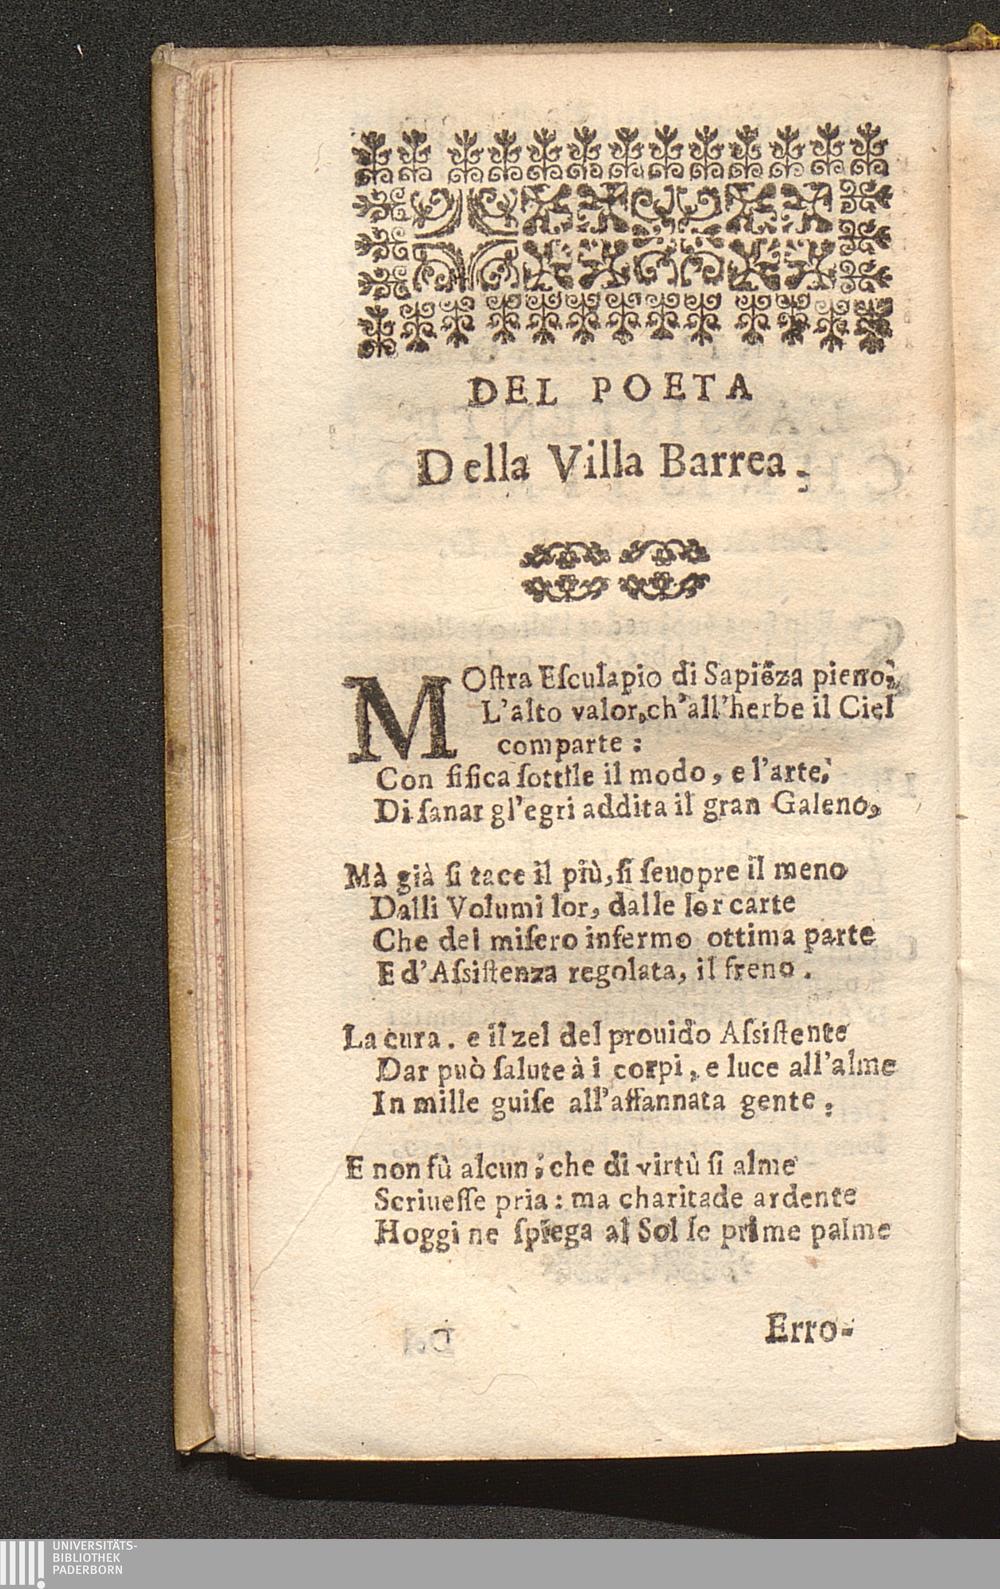 DEL POETA
Della Villa Barrea.
MOſtra Eſculapio di Sapiẽza pieno,
L'alto valor, ch'all'herbe il Ciel
comparte:
Con fifica ſottile il modo, e l'arte,
Di ſanar gl'egri addita il gran Galeno,
Mà già ſi tace il più, ſi ſeuopre il meno
Dalli Volumi lor, dalle lor carte
Che del miſero infermo ottima parte
E d'Aſsiſtenza regolata, il freno.
La cura. e il zel del prouido Aſsiſtente
Dar può ſalute à i corpi, e luce all'alme
In mille guiſe all'affannata gente.
E non fù alcun, che di virtù ſi alme
Scriueſſe pria: ma charitade ardente
Hoggi ne ſpiega al Sol le prime palme
Erro-
UNIVERSITÄTS-
BIBLIOTHEK
PADERBORN